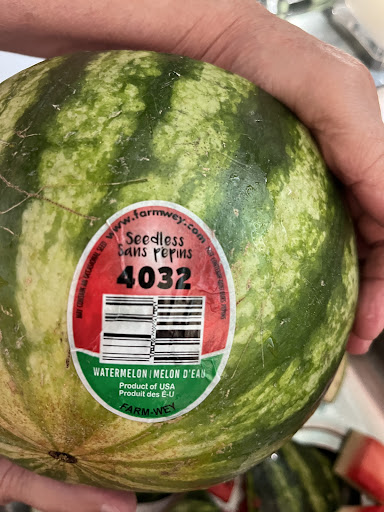 www.farmwey.com
Seedless
Sans Pépins
4032
WATERMELON / MELON D'EAU
Product of USA
Produit des É-U
FARM-WEY